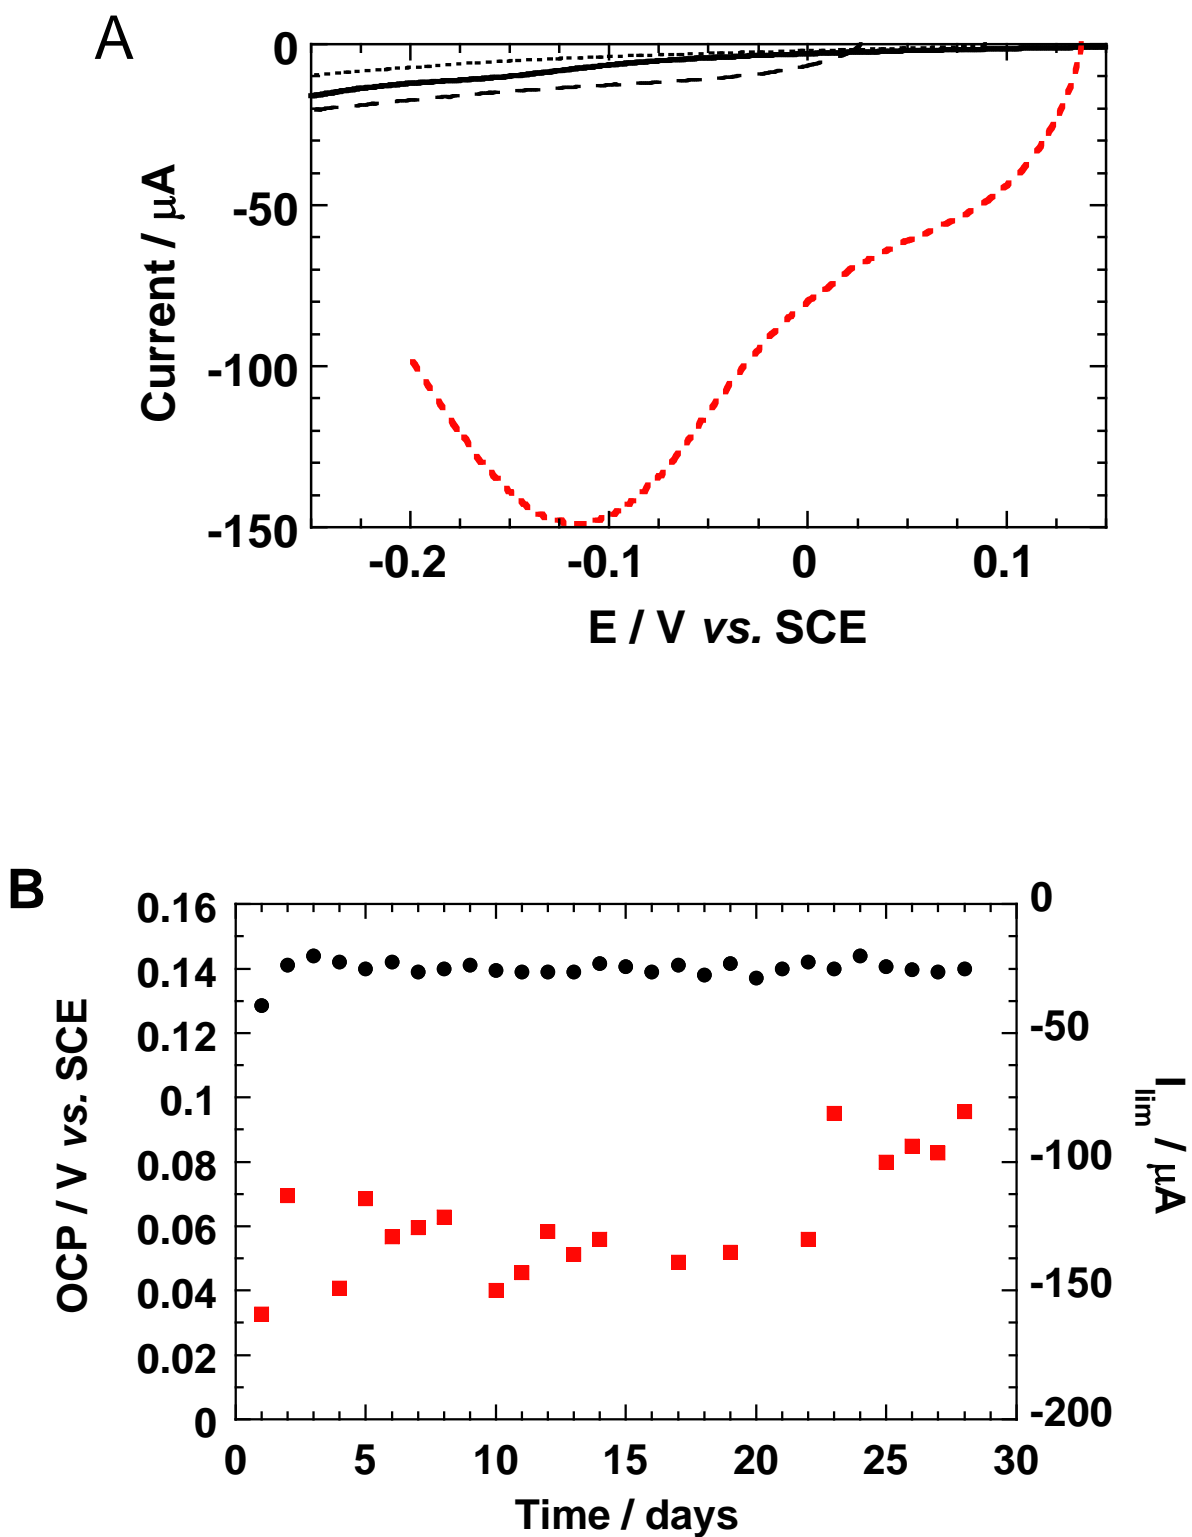 A
0
-50
-100
-150
Current / μA
-0.2 -0.1 0 0.1
E / V vs. SCE
B
0.16
0.14
0.12
0.1
0.08
0.06
0.04
0.02
0
OCP / V vs. SCE
0
-50
-100
-150
-200
Ilim / μA
0 5 10 15 20 25 30
Time / days